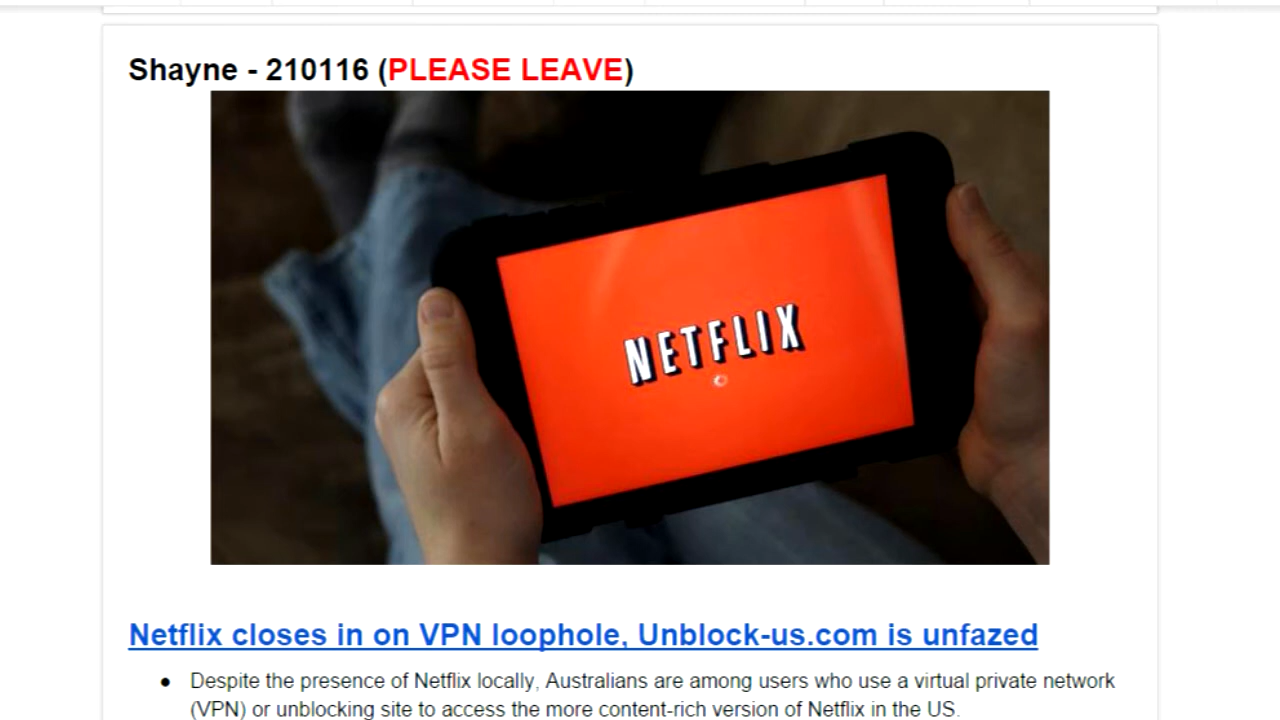 Shayne - 210116 (PLEASE LEAVE)
NETFLIX
Netflix closes in on VPN loophole, Unblock-us.com is unfazed
● Despite the presence of Netflix locally, Australians are among users who use a virtual private network
(VPN) or unblocking site to access the more content-rich version of Netflix in the US.